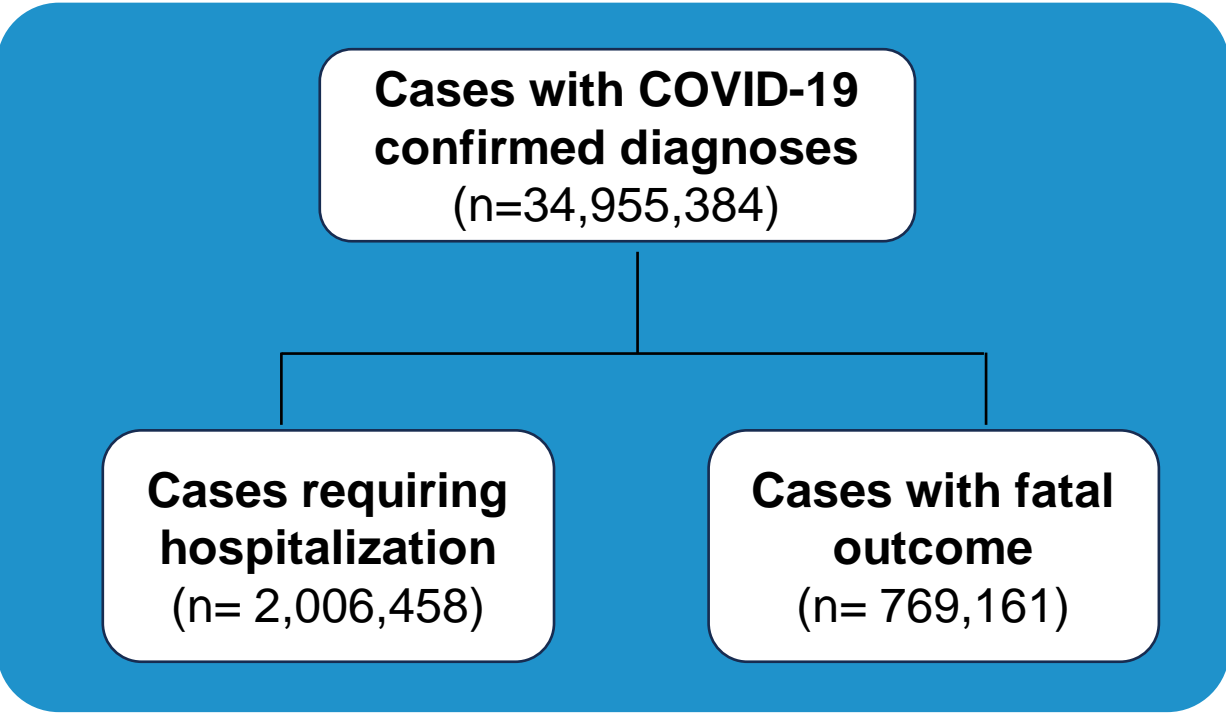 Cases with COVID-19
confirmed diagnoses
(n=34,955,384)
Cases requiring
hospitalization
(n= 2,006,458)
Cases with fatal
outcome
(n= 769,161)